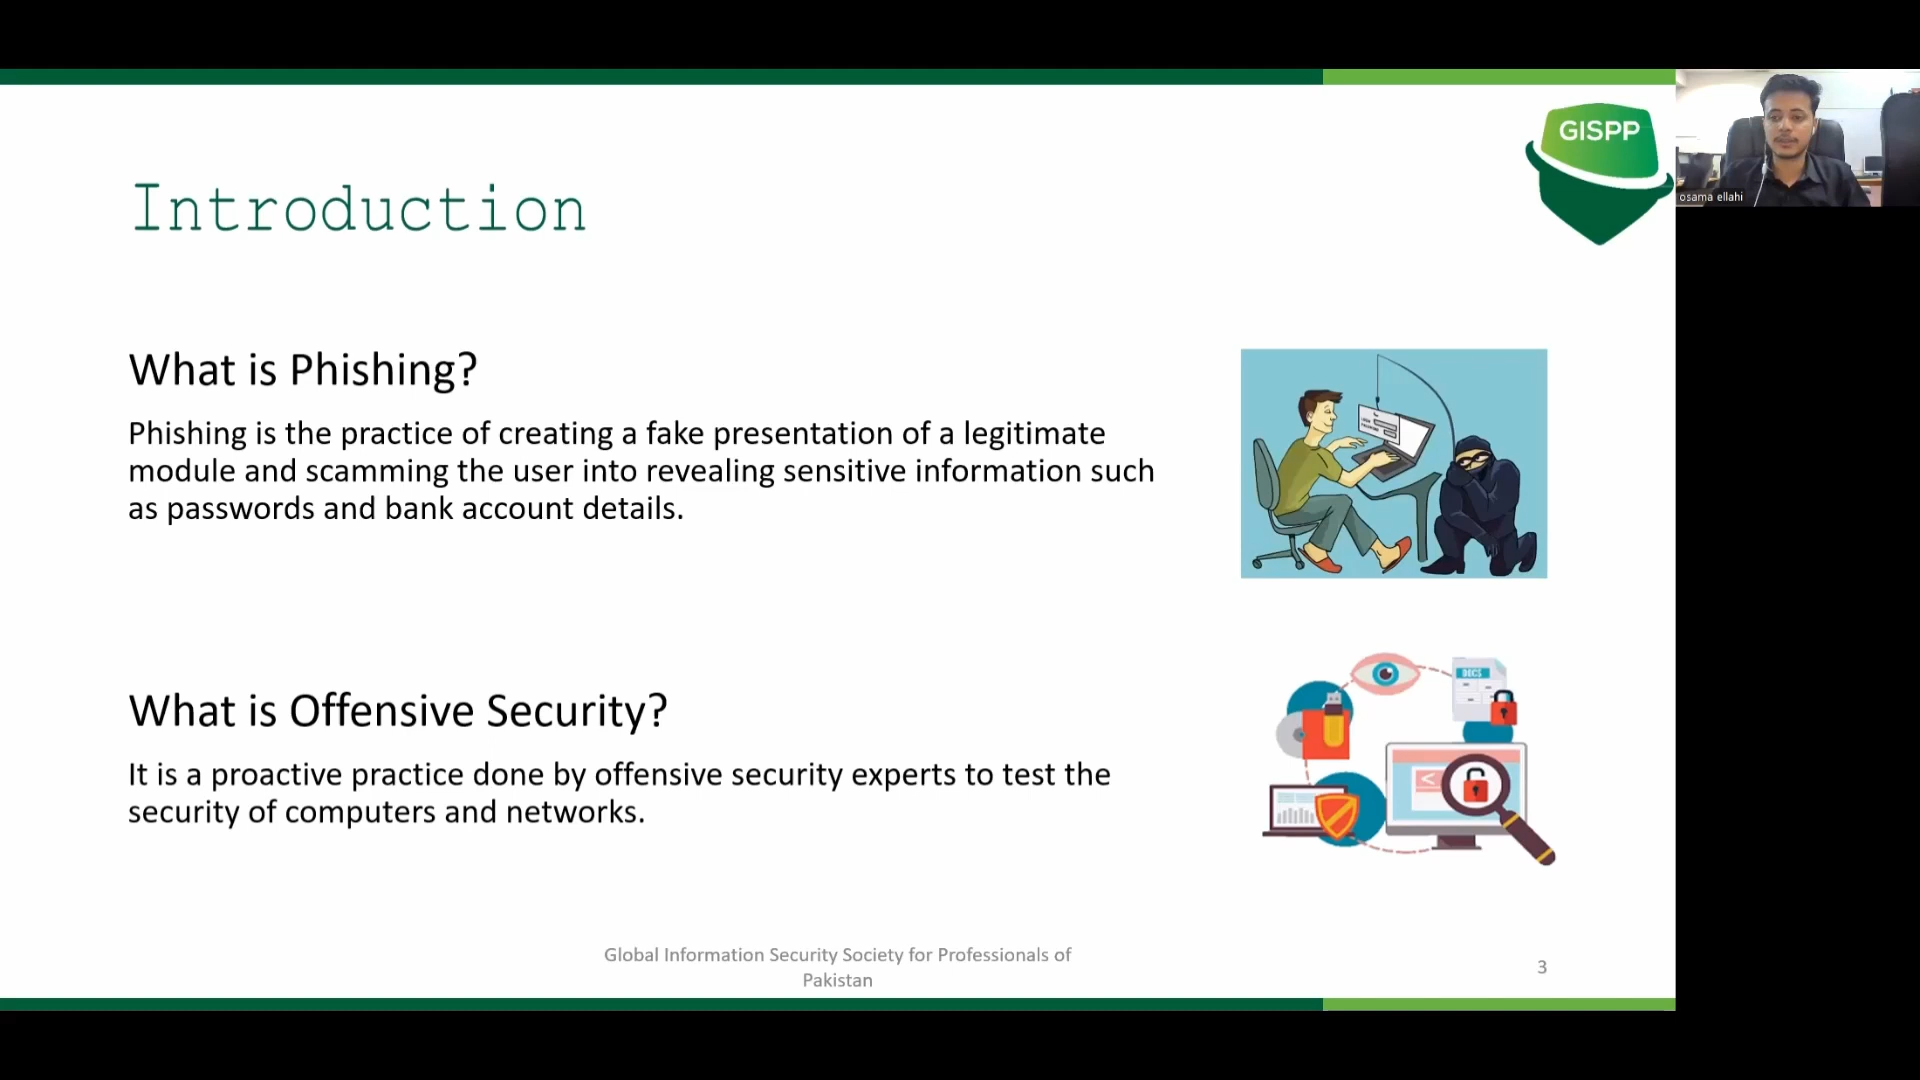 GISPP
osama ellahi
Introduction
What is Phishing?
Phishing is the practice of creating a fake presentation of a legitimate
module and scamming the user into revealing sensitive information such
as passwords and bank account details.
What is Offensive Security?
DOCS
It is a proactive practice done by offensive security experts to test the
security of computers and networks.
Global Information Security Society for Professionals of
Pakistan
3